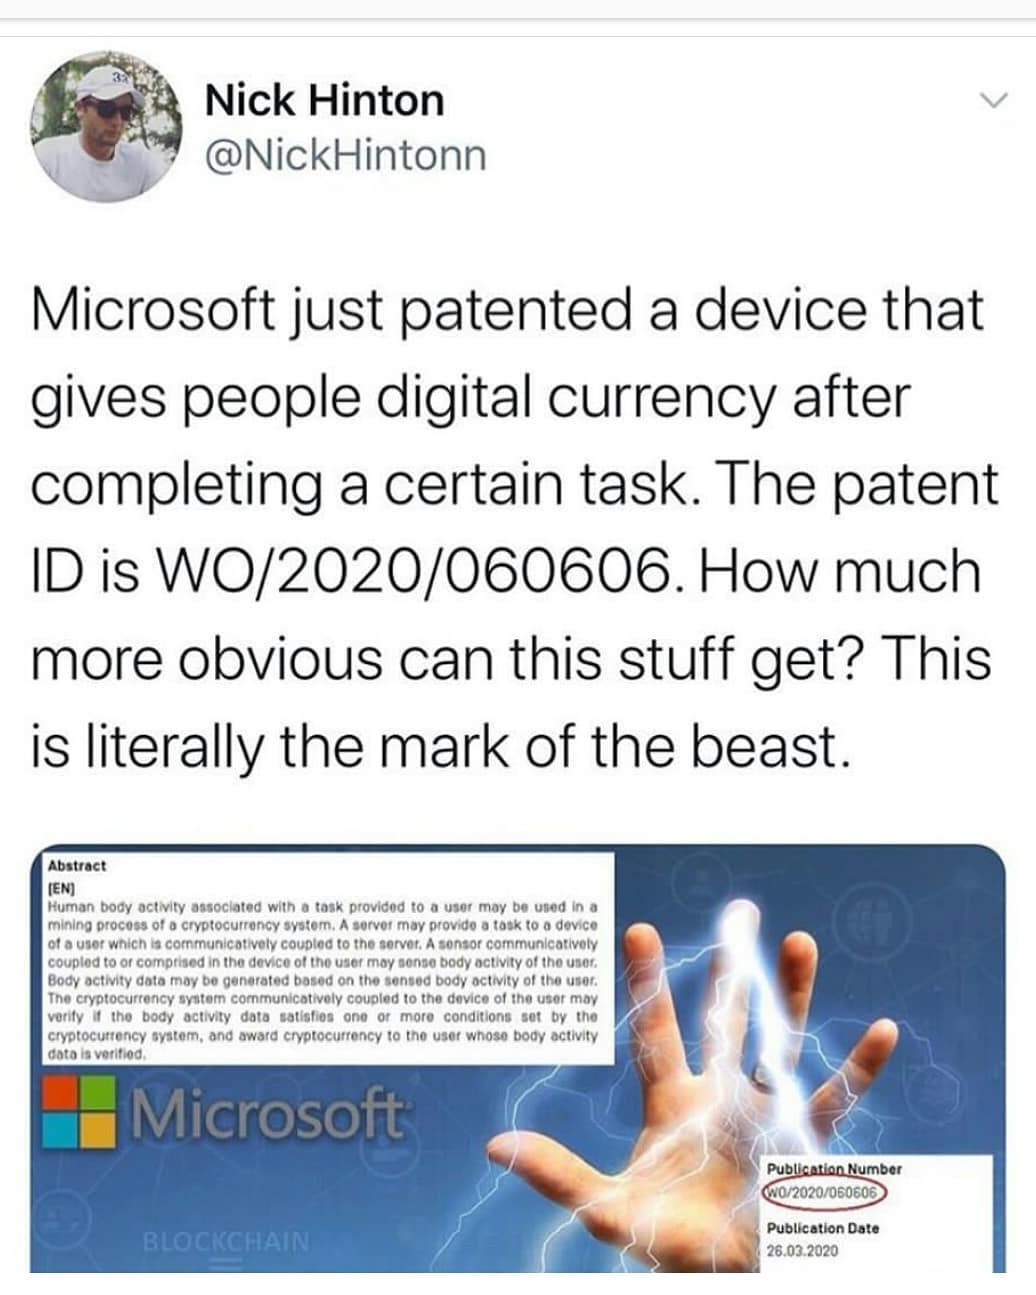 Nick Hinton
@NickHintonn
Microsoft just patented a device that
gives people digital currency after
completing a certain task. The patent
ID is WO/2020/060606. How much
more obvious can this stuff get? This
is literally the mark of the beast.
Abstract
[EN]
Human body activity associated with a task provided to a user may be used in a
mining process of a cryptocurrency system. A server may provide a task to a device
of a user which is communicatively coupled to the server. A sensor communicatively
coupled to or comprised in the device of the user may sense body activity of the user.
Body activity data may be generated based on the sensed body activity of the user.
The cryptocurrency system communicatively coupled to the device of the user may
verify if the body activity data satisfies one or more conditions set by the
cryptocurrency system, and award cryptocurrency to the user whose body activity
data is verified.
Microsoft
BLOCKCHAIN
Publication Number
WO/2020/060606
Publication Date
26.03.2020